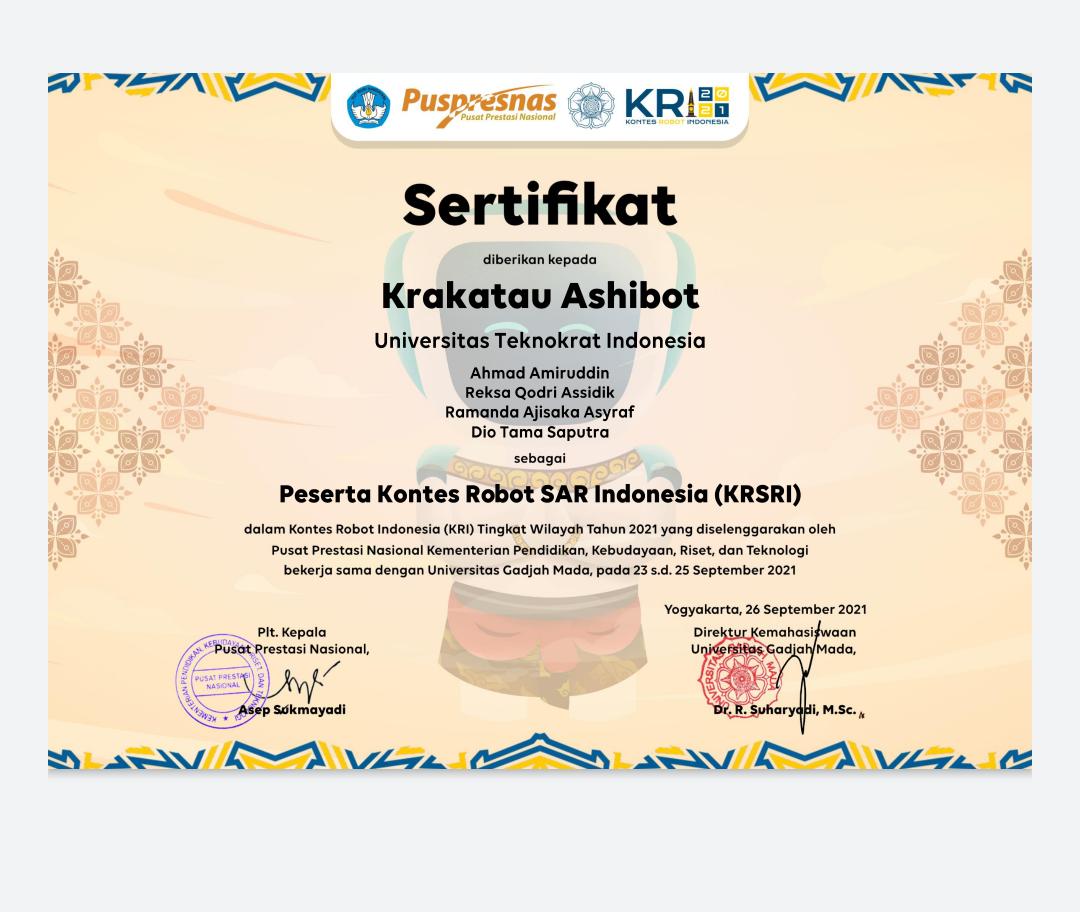 Puspresnas
Pusat Prestasi Nasional
KRI 2021
KONTES ROBOT INDONESIA
Sertifikat
diberikan kepada
Krakatau Ashibot
Universitas Teknokrat Indonesia
Ahmad Amiruddin
Reksa Qodri Assidik
Ramanda Ajisaka Asyraf
Dio Tama Saputra
sebagai
Peserta Kontes Robot SAR Indonesia (KRSRI)
dalam Kontes Robot Indonesia (KRI) Tingkat Wilayah Tahun 2021 yang diselenggarakan oleh
Pusat Prestasi Nasional Kementerian Pendidikan, Kebudayaan, Riset, dan Teknologi
bekerja sama dengan Universitas Gadjah Mada, pada 23 s.d. 25 September 2021
Yogyakarta, 26 September 2021
Plt. Kepala
Pusat Prestasi Nasional,
KEMENTERIAN PENDIDIKAN, KEBUDAYAAN, RISET, DAN TEKNOLOGI
PUSAT PRESTASI
NASIONAL
Asep Sukmayadi
Direktur Kemahasiswaan
Universitas Gadjah Mada,
UNIVERSITAS GADJAH MADA
Dr. R. Suharyadi, M.Sc.